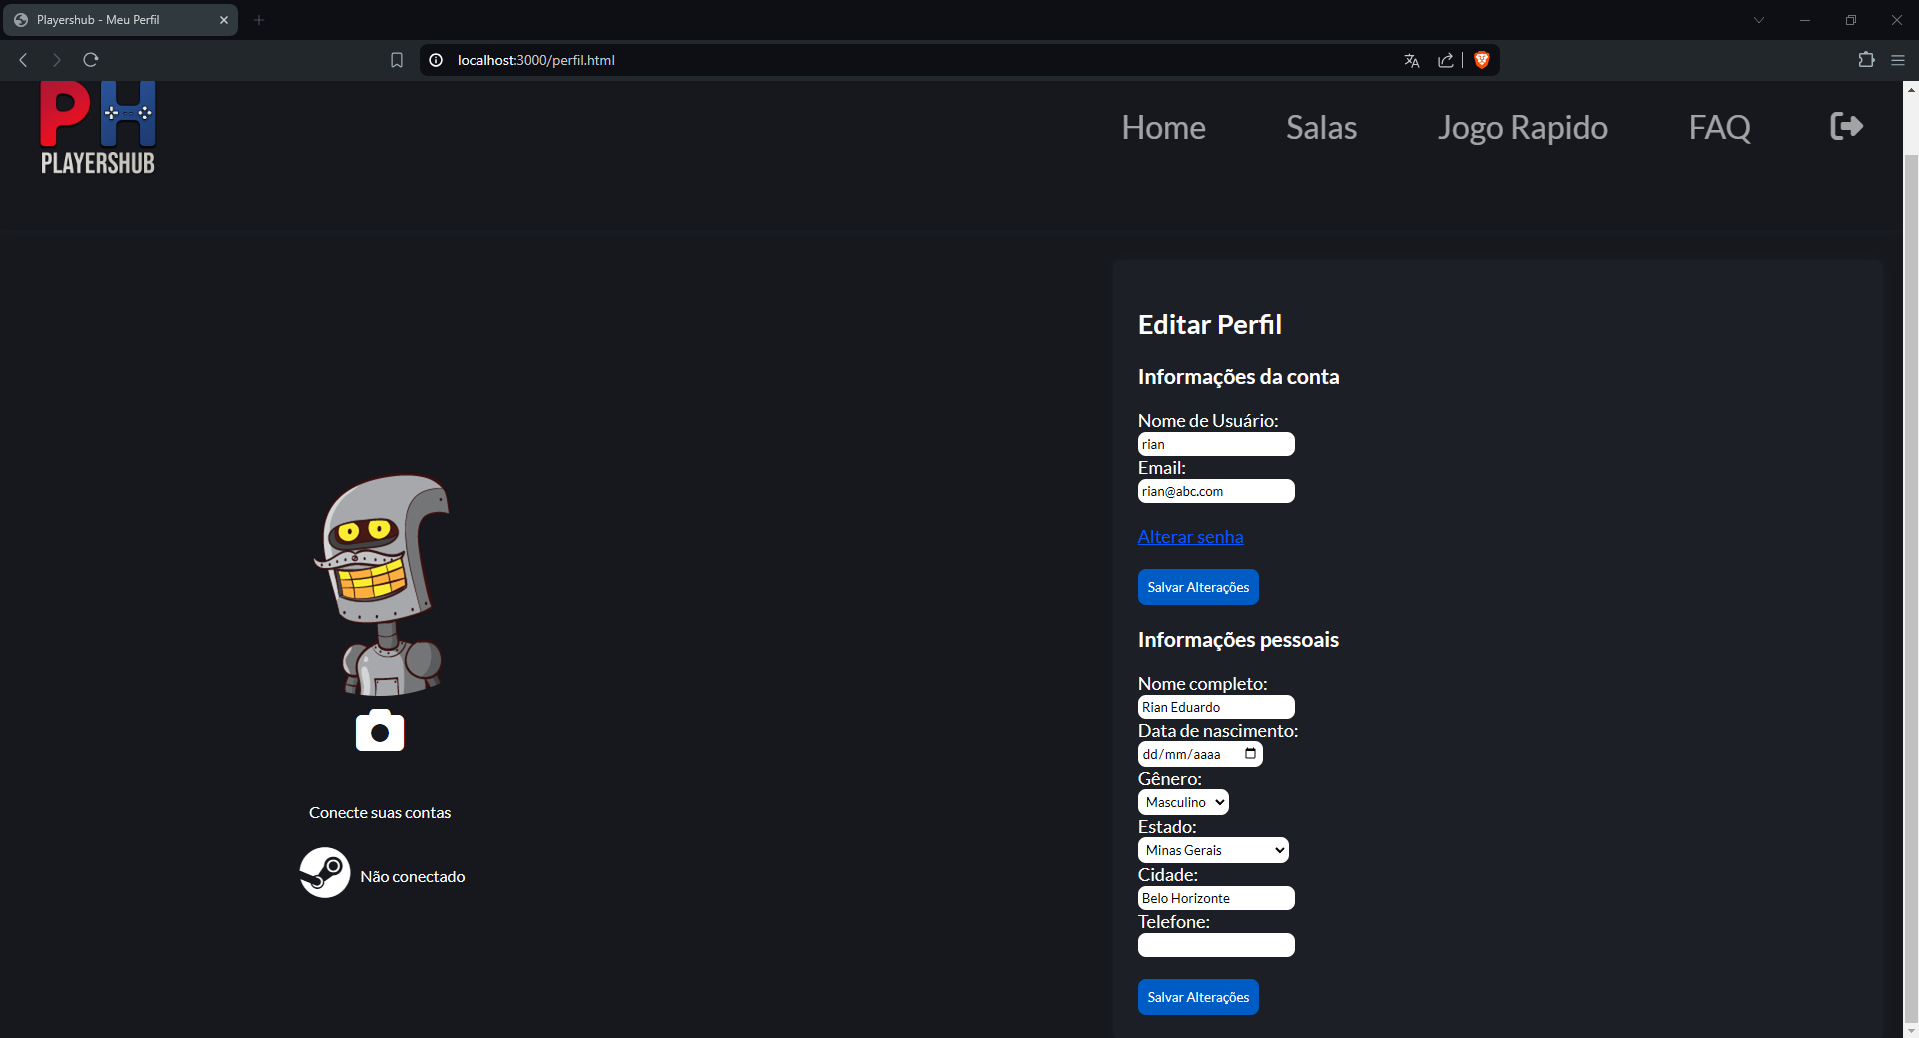 Playershub - Meu Perfil
localhost:3000/perfil.html
PH
PLAYERSHUB
Home
Salas
Jogo Rapido
FAQ
Conecte suas contas
Não conectado
Editar Perfil
Informações da conta
Nome de Usuário:
rian
Email:
rian@abc.com
Alterar senha
Salvar Alterações
Informações pessoais
Nome completo:
Rian Eduardo
Data de nascimento:
dd/mm/aaaa
Gênero:
Masculino
Estado:
Minas Gerais
Cidade:
Belo Horizonte
Telefone:
Salvar Alterações